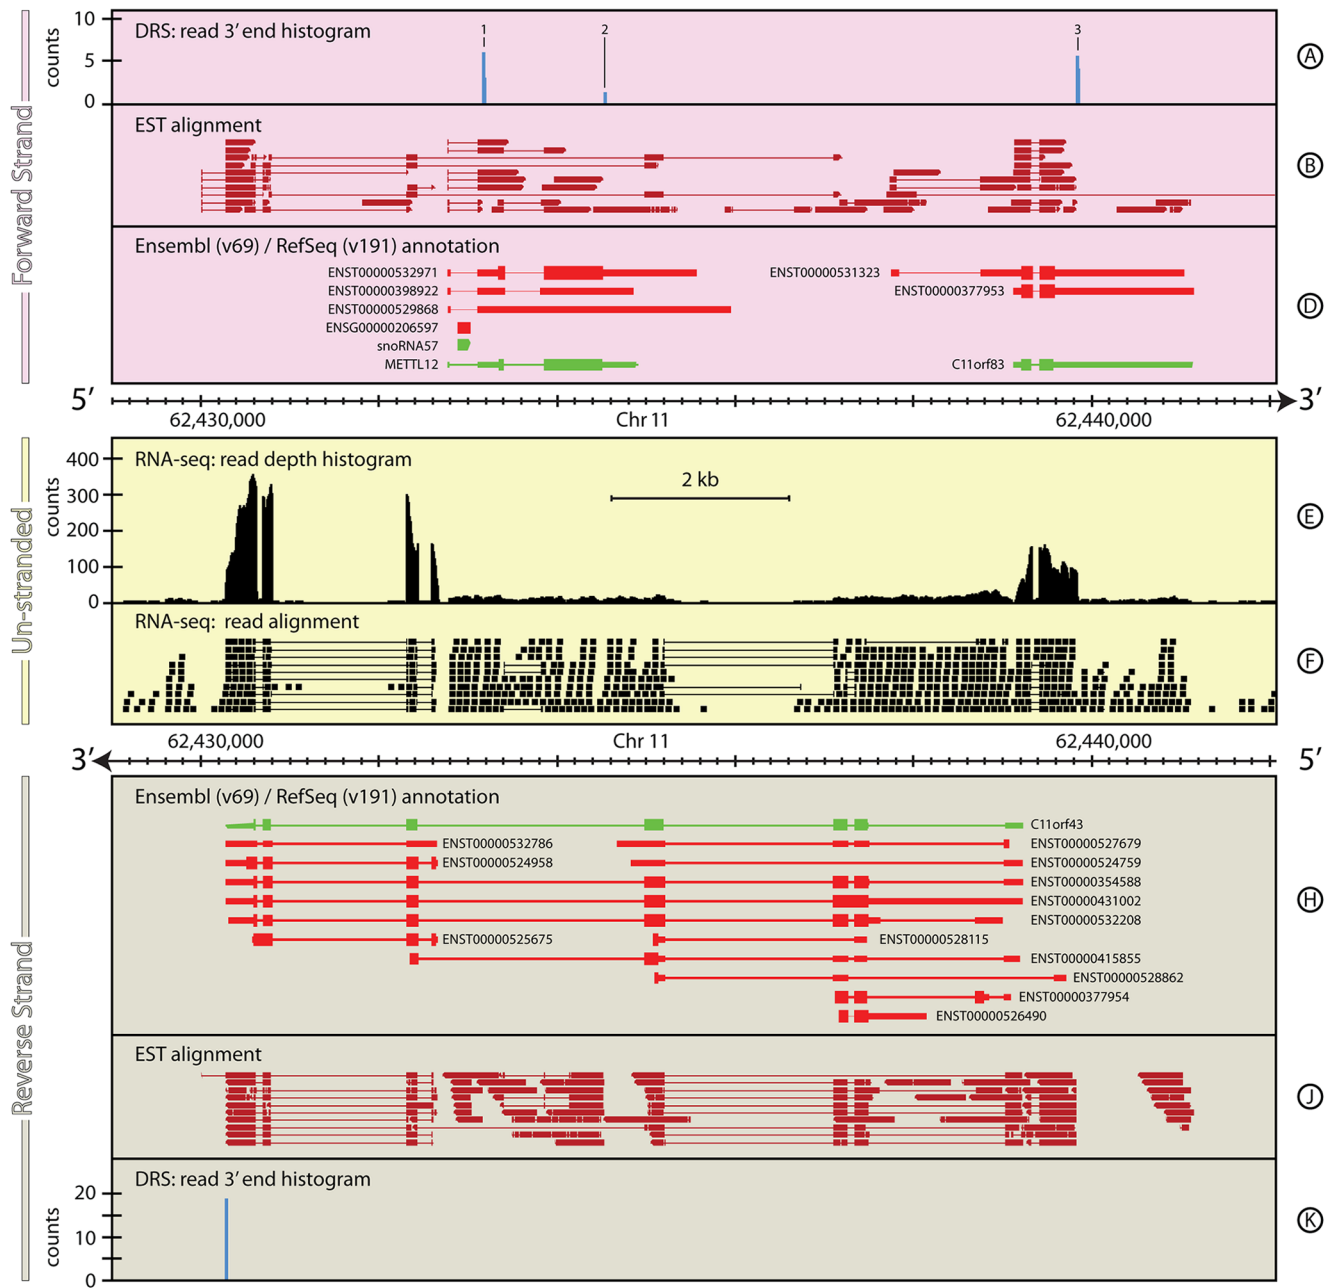 Forward Strand
counts
10
5
0
DRS: read 3′ end histogram
1
2
3
A
EST alignment
B
Ensembl (v69) / RefSeq (v191) annotation
ENST00000532971
ENST00000531323
ENST00000398922
ENST00000377953
ENST00000529868
ENSG00000206597
snoRNA57
METTL12
C11orf83
D
5′
3′
62,430,000
Chr 11
62,440,000
Un-stranded
counts
400
300
200
100
0
RNA-seq: read depth histogram
2 kb
E
RNA-seq: read alignment
F
62,430,000
Chr 11
62,440,000
3′
5′
Reverse Strand
Ensembl (v69) / RefSeq (v191) annotation
C11orf43
ENST00000532786
ENST00000527679
ENST00000524958
ENST00000524759
ENST00000354588
ENST00000431002
ENST00000532208
ENST00000525675
ENST00000528115
ENST00000415855
ENST00000528862
ENST00000377954
ENST00000526490
H
EST alignment
J
DRS: read 3′ end histogram
counts
20
10
0
K